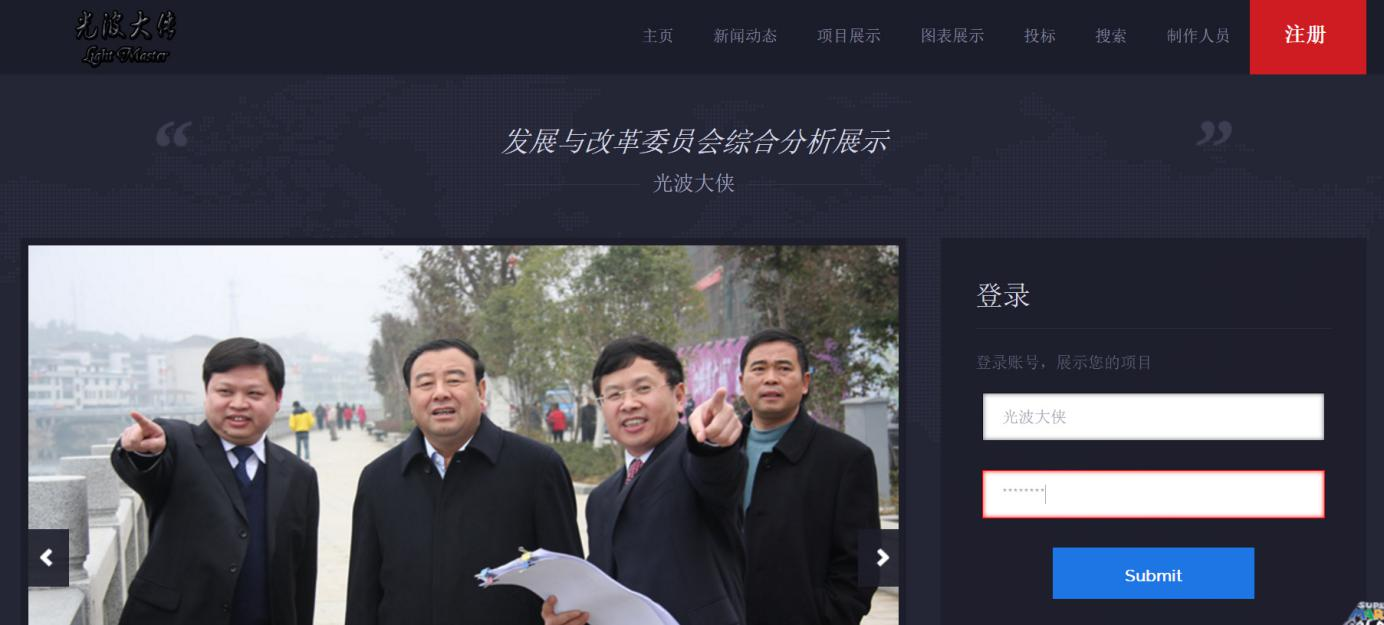 光波大侠
Light Master
主页 新闻动态 项目展示 图表展示 投标 搜索 制作人员 注册
“ ”
发展与改革委员会综合分析展示
光波大侠
登录
登录账号，展示您的项目
光波大侠
********
Submit